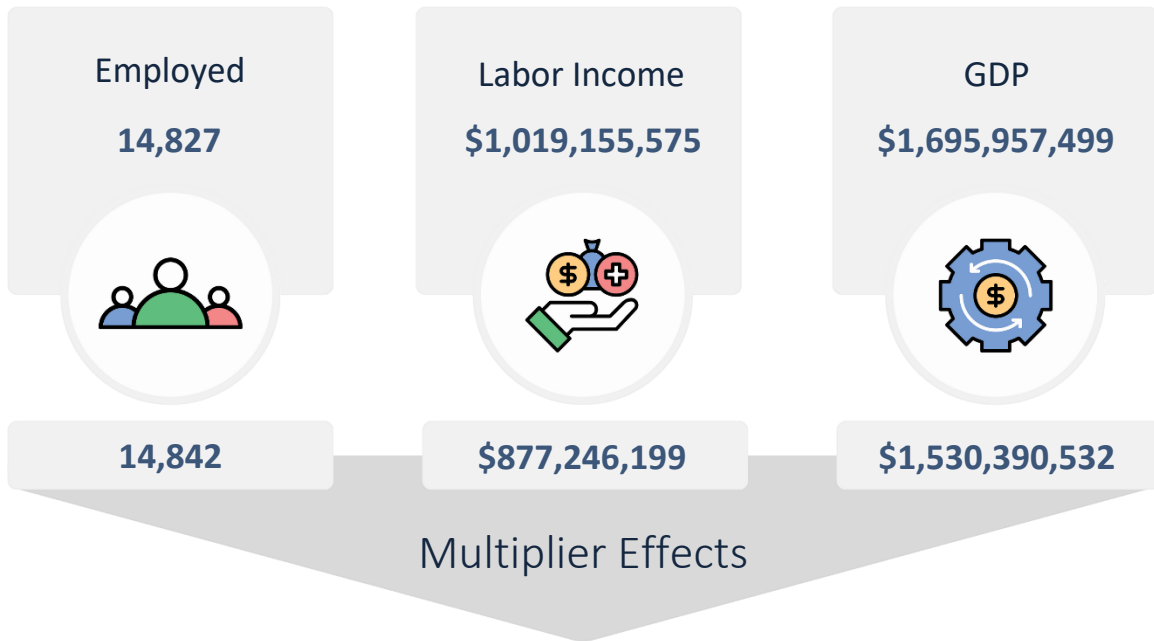 Employed
14,827
Labor Income
$1,019,155,575
GDP
$1,695,957,499
$
$
14,842
$877,246,199
$1,530,390,532
Multiplier Effects